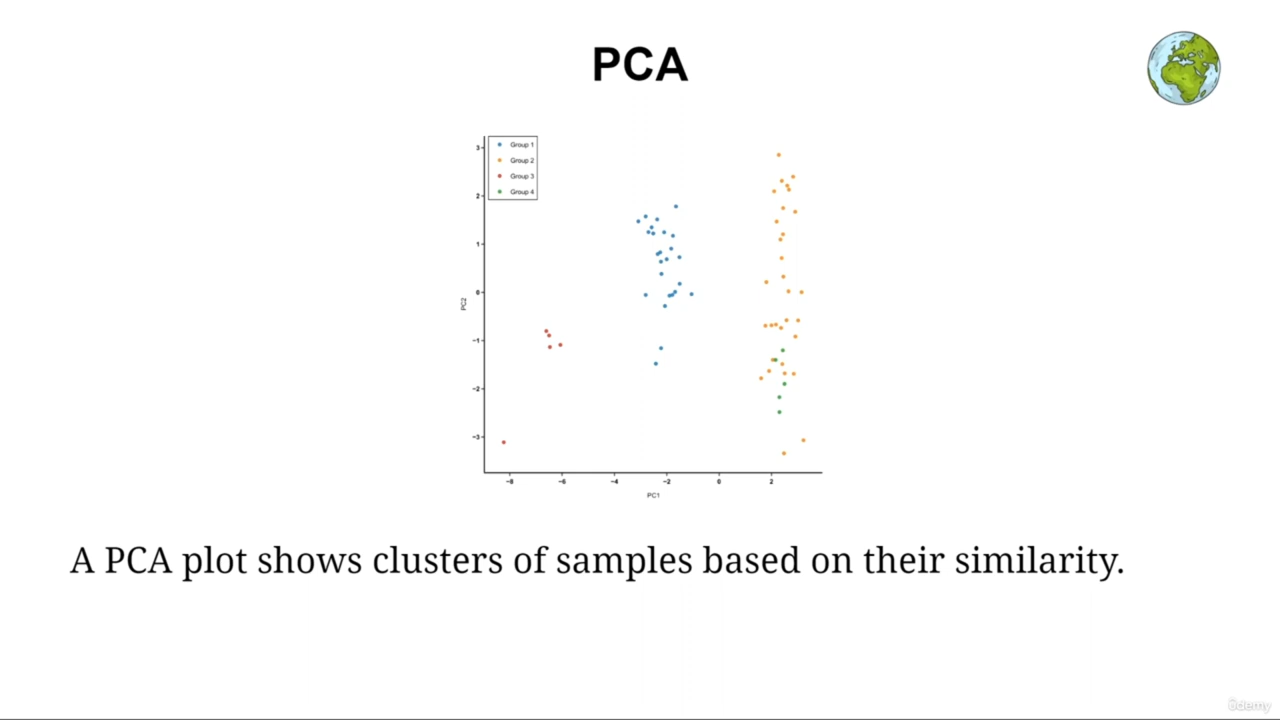 PCA
Group 1
Group 2
Group 3
Group 4
3
2
1
0
−1
−2
−3
PC2
−8
−6
−4
−2
0
2
PC1
A PCA plot shows clusters of samples based on their similarity.
ûdemy